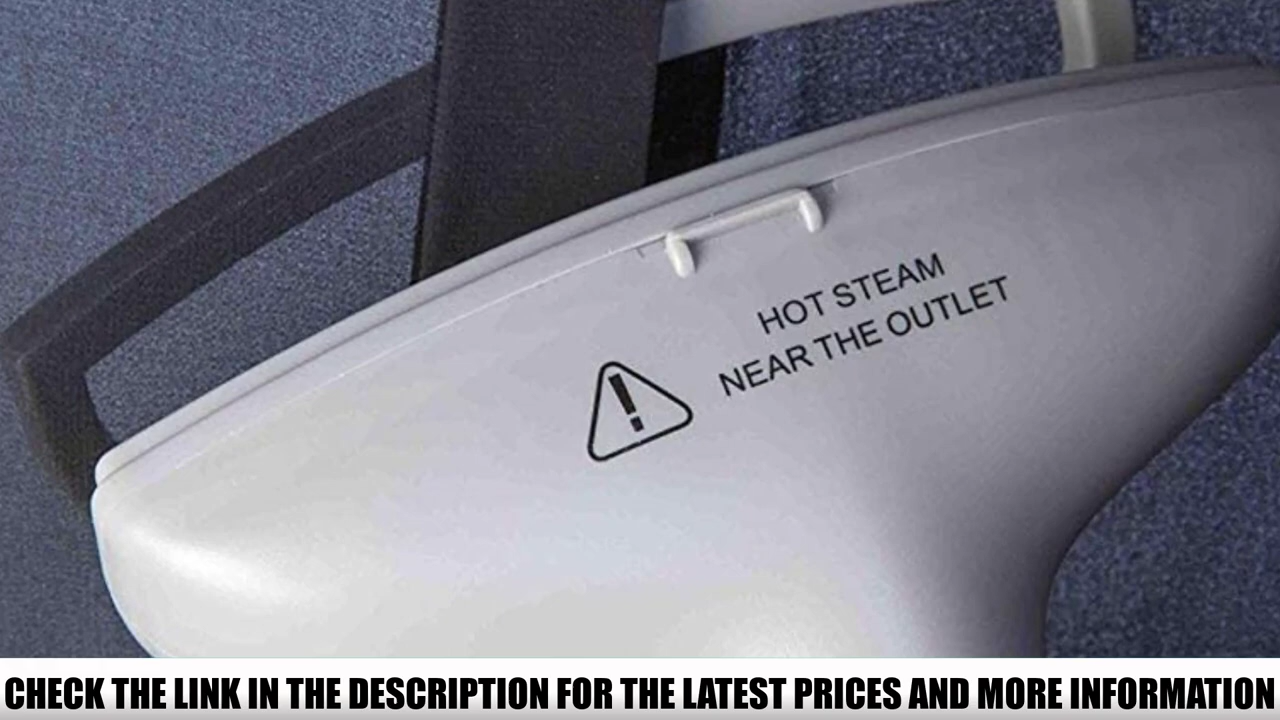 HOT STEAM
NEAR THE OUTLET
CHECK THE LINK IN THE DESCRIPTION FOR THE LATEST PRICES AND MORE INFORMATION